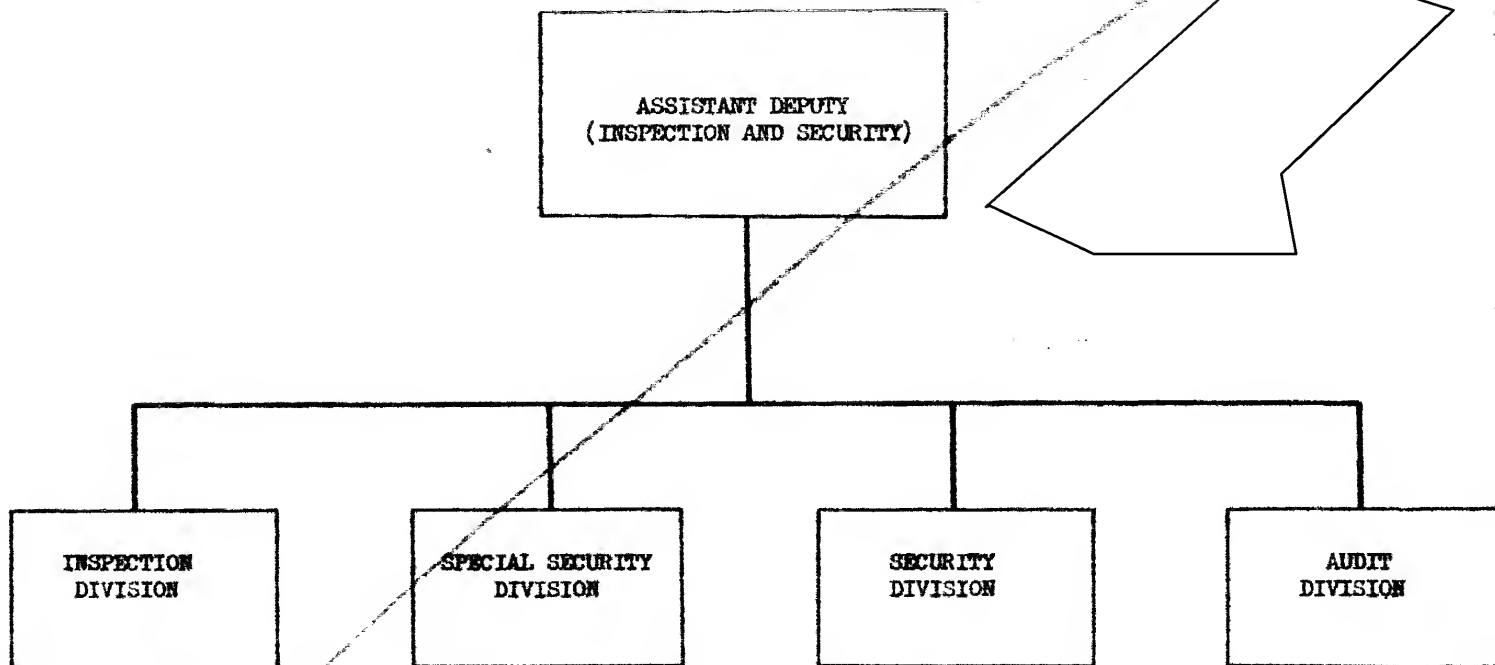 ASSISTANT DEPUTY
(INSPECTION AND SECURITY)
INSPECTION
DIVISION
SPECIAL SECURITY
DIVISION
SECURITY
DIVISION
AUDIT
DIVISION